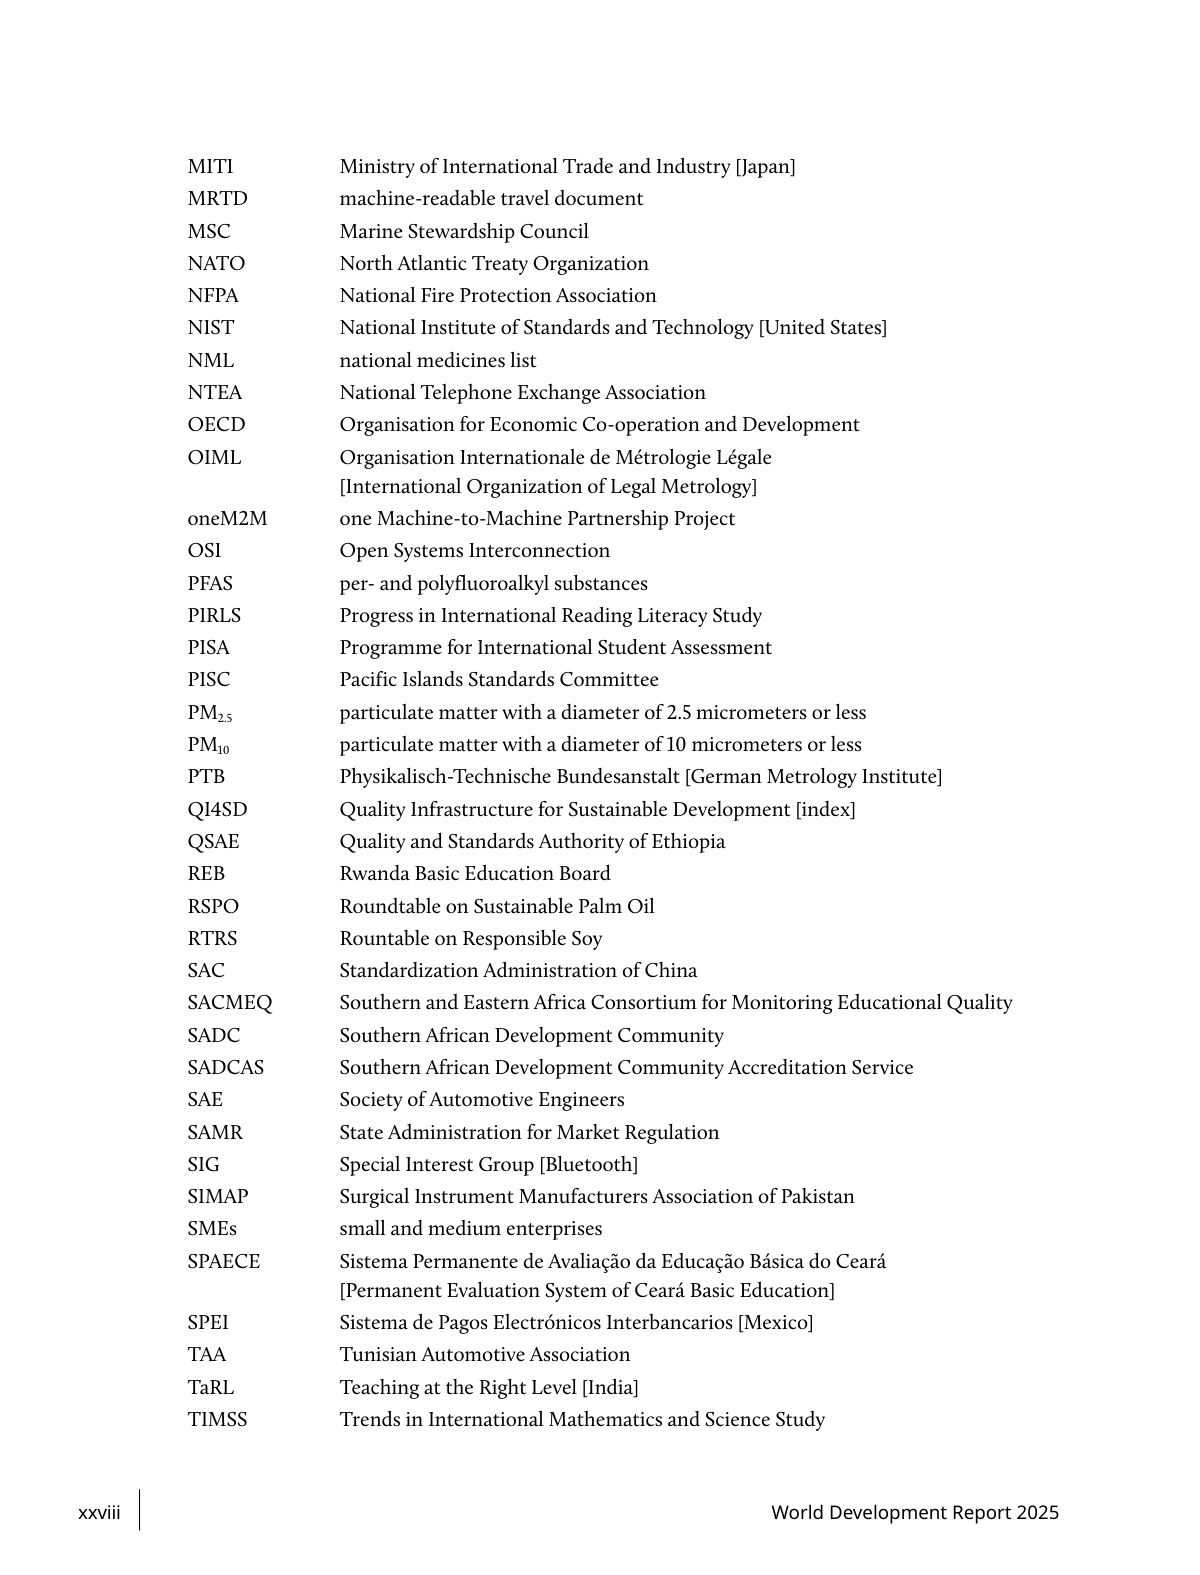 MITI Ministry of International Trade and Industry [Japan]
MRTD machine-readable travel document
MSC Marine Stewardship Council
NATO North Atlantic Treaty Organization
NFPA National Fire Protection Association
NIST National Institute of Standards and Technology [United States]
NML national medicines list
NTEA National Telephone Exchange Association
OECD Organisation for Economic Co-operation and Development
OIML Organisation Internationale de Métrologie Légale
[International Organization of Legal Metrology]
oneM2M one Machine-to-Machine Partnership Project
OSI Open Systems Interconnection
PFAS per- and polyfluoroalkyl substances
PIRLS Progress in International Reading Literacy Study
PISA Programme for International Student Assessment
PISC Pacific Islands Standards Committee
PM2.5 particulate matter with a diameter of 2.5 micrometers or less
PM10 particulate matter with a diameter of 10 micrometers or less
PTB Physikalisch-Technische Bundesanstalt [German Metrology Institute]
QI4SD Quality Infrastructure for Sustainable Development [index]
QSAE Quality and Standards Authority of Ethiopia
REB Rwanda Basic Education Board
RSPO Roundtable on Sustainable Palm Oil
RTRS Rountable on Responsible Soy
SAC Standardization Administration of China
SACMEQ Southern and Eastern Africa Consortium for Monitoring Educational Quality
SADC Southern African Development Community
SADCAS Southern African Development Community Accreditation Service
SAE Society of Automotive Engineers
SAMR State Administration for Market Regulation
SIG Special Interest Group [Bluetooth]
SIMAP Surgical Instrument Manufacturers Association of Pakistan
SMEs small and medium enterprises
SPAECE Sistema Permanente de Avaliação da Educação Básica do Ceará
[Permanent Evaluation System of Ceará Basic Education]
SPEI Sistema de Pagos Electrónicos Interbancarios [Mexico]
TAA Tunisian Automotive Association
TaRL Teaching at the Right Level [India]
TIMSS Trends in International Mathematics and Science Study
xxviii World Development Report 2025